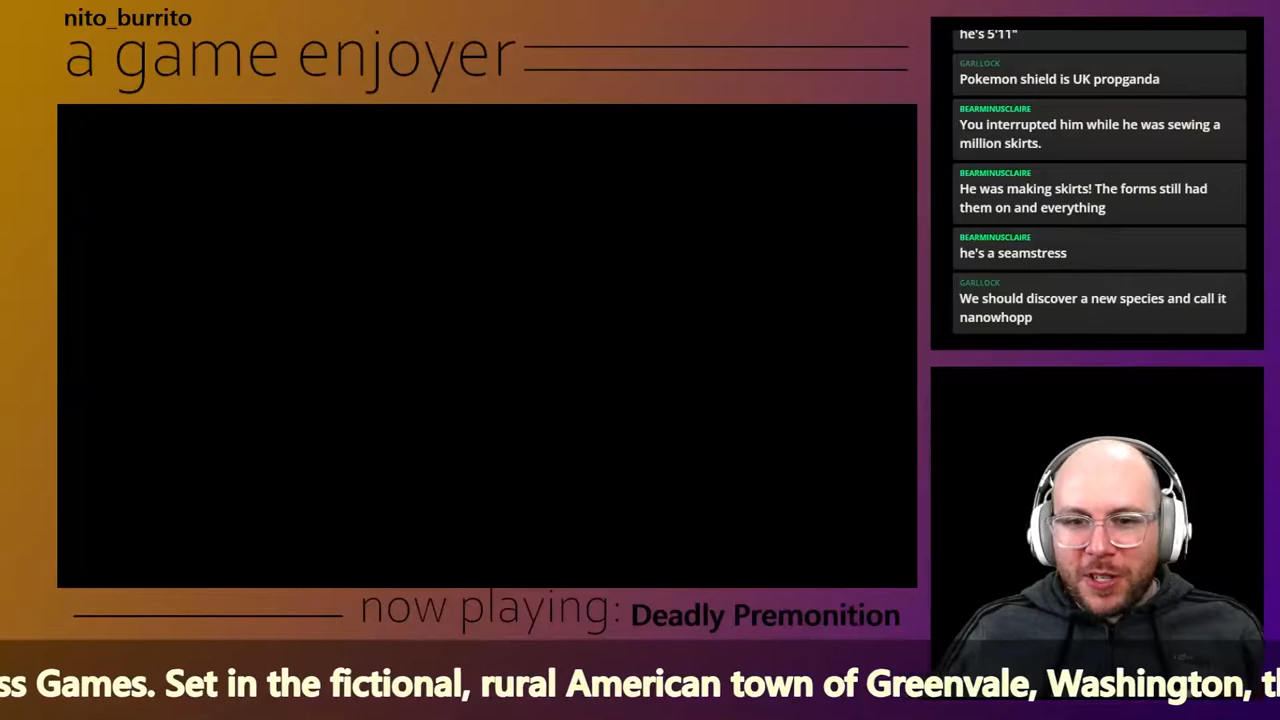 nito_burrito
a game enjoyer
he's 5'11"
GARLLOCK
Pokemon shield is UK propganda
BEARMINUSCLAIRE
You interrupted him while he was sewing a
million skirts.
BEARMINUSCLAIRE
He was making skirts! The forms still had
them on and everything
BEARMINUSCLAIRE
he's a seamstress
GARLLOCK
We should discover a new species and call it
nanowhopp
now playing: Deadly Premonition
ss Games. Set in the fictional, rural American town of Greenvale, Washington, th